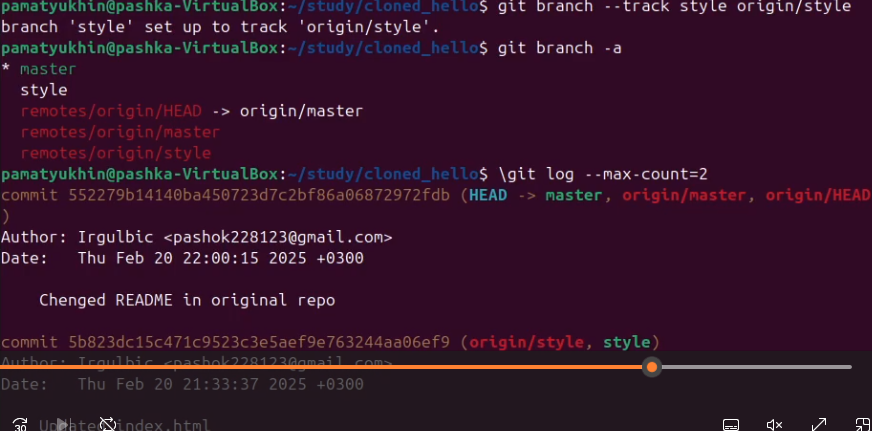 pamatyukhin@pashka-VirtualBox:~/study/cloned_hello$ git branch --track style origin/style
branch 'style' set up to track 'origin/style'.
pamatyukhin@pashka-VirtualBox:~/study/cloned_hello$ git branch -a
* master
  style
  remotes/origin/HEAD -> origin/master
  remotes/origin/master
  remotes/origin/style
pamatyukhin@pashka-VirtualBox:~/study/cloned_hello$ \git log --max-count=2
commit 552279b14140ba450723d7c2bf86a06872972fdb (HEAD -> master, origin/master, origin/HEAD
)
Author: Irgulbic <pashok228123@gmail.com>
Date:   Thu Feb 20 22:00:15 2025 +0300

    Chenged README in original repo

commit 5b823dc15c471c9523c3e5aef9e763244aa06ef9 (origin/style, style)
Author: Irgulbic <pashok228123@gmail.com>
Date:   Thu Feb 20 21:33:37 2025 +0300

    Updated index.html
30